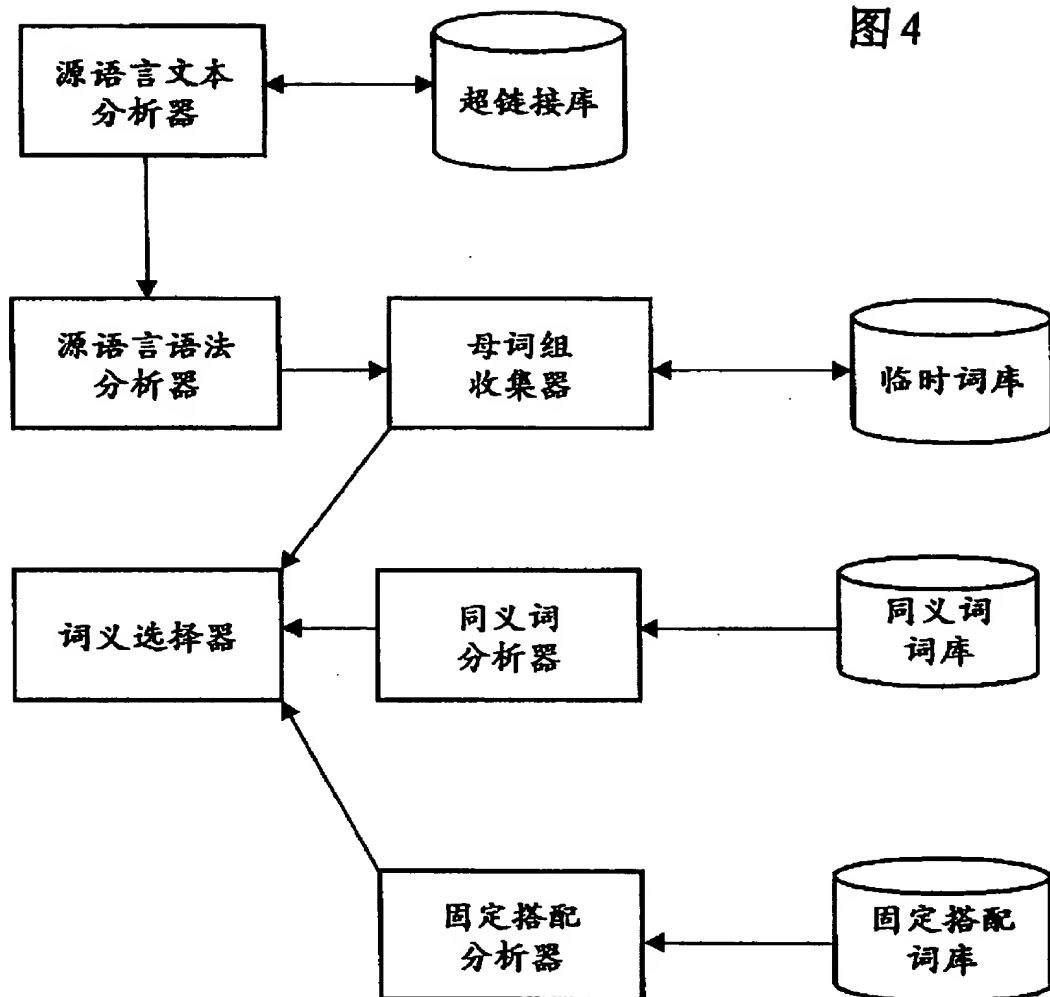 图4
源语言文本
分析器
超链接库
源语言语法
分析器
母词组
收集器
临时词库
词义选择器
同义词
分析器
同义词
词库
固定搭配
分析器
固定搭配
词库